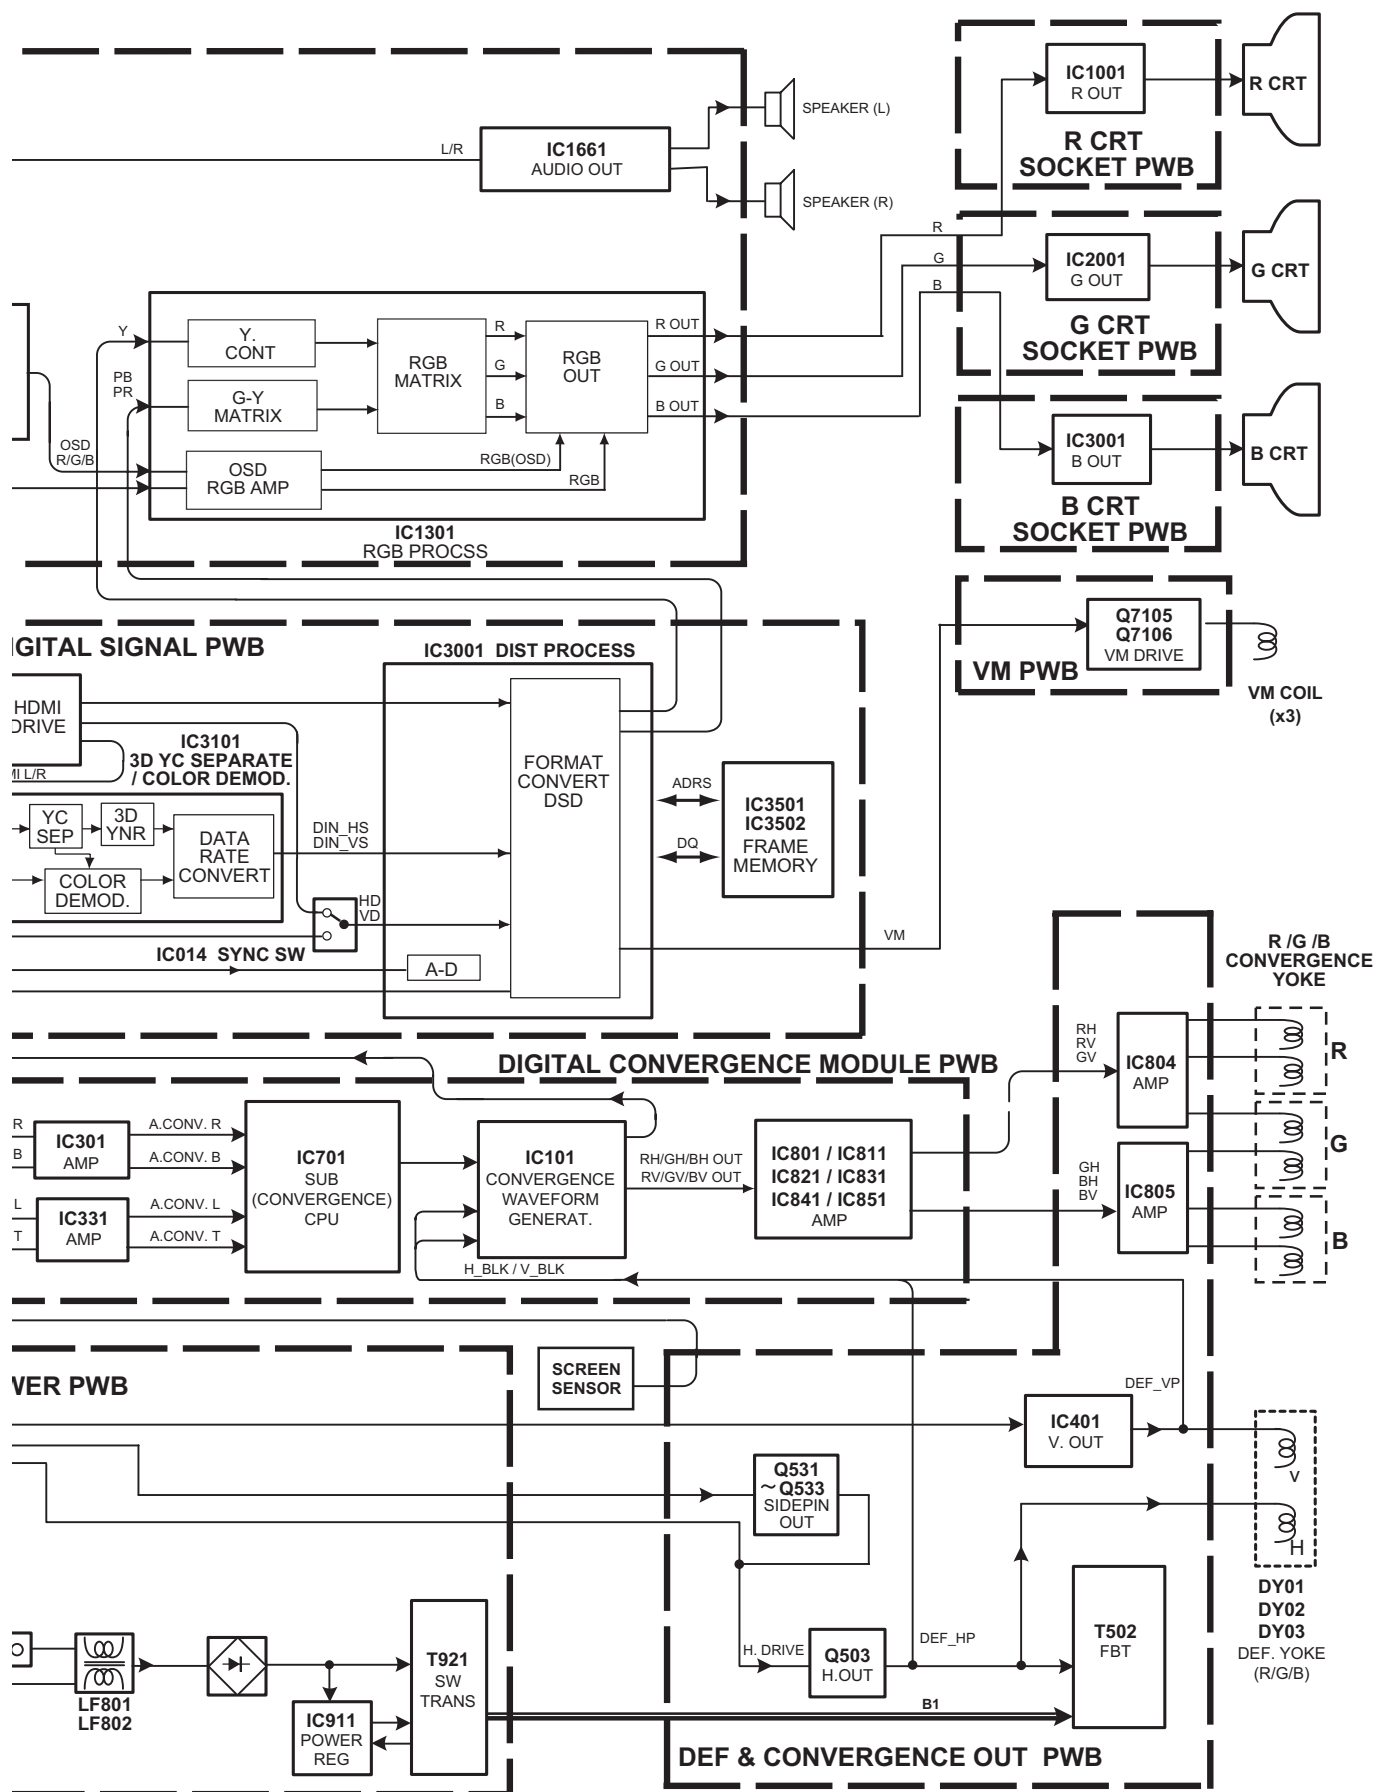 IC1001
R OUT
R CRT
R CRT
SOCKET PWB
SPEAKER (L)
L/R
IC1661
AUDIO OUT
SPEAKER (R)
R
G
B
IC2001
G OUT
G CRT
G CRT
SOCKET PWB
Y
PB
PR
OSD
R/G/B
Y.
CONT
G-Y
MATRIX
OSD
RGB AMP
RGB
MATRIX
R
G
B
RGB
OUT
RGB(OSD)
RGB
R OUT
G OUT
B OUT
IC1301
RGB PROCSS
IC3001
B OUT
B CRT
B CRT
SOCKET PWB
Q7105
Q7106
VM DRIVE
VM PWB
VM COIL
(x3)
IGITAL SIGNAL PWB
IC3001 DIST PROCESS
HDMI
DRIVE
MI L/R
IC3101
3D YC SEPARATE
/ COLOR DEMOD.
YC
SEP
3D
YNR
COLOR
DEMOD.
DATA
RATE
CONVERT
DIN_HS
DIN_VS
HD
VD
IC014 SYNC SW
A-D
FORMAT
CONVERT
DSD
ADRS
DQ
IC3501
IC3502
FRAME
MEMORY
VM
R /G /B
CONVERGENCE
YOKE
DIGITAL CONVERGENCE MODULE PWB
RH
RV
GV
IC804
AMP
R
G
B
GH
BH
BV
IC805
AMP
R
B
IC301
AMP
A.CONV. R
A.CONV. B
L
T
IC331
AMP
A.CONV. L
A.CONV. T
IC701
SUB
(CONVERGENCE)
CPU
IC101
CONVERGENCE
WAVEFORM
GENERAT.
RH/GH/BH OUT
RV/GV/BV OUT
IC801 / IC811
IC821 / IC831
IC841 / IC851
AMP
H_BLK / V_BLK
WER PWB
SCREEN
SENSOR
DEF_VP
IC401
V. OUT
V
H
Q531
~Q533
SIDEPIN
OUT
DY01
DY02
DY03
DEF. YOKE
(R/G/B)
H. DRIVE
Q503
H.OUT
DEF_HP
T502
FBT
LF801
LF802
IC911
POWER
REG
T921
SW
TRANS
B1
DEF & CONVERGENCE OUT PWB